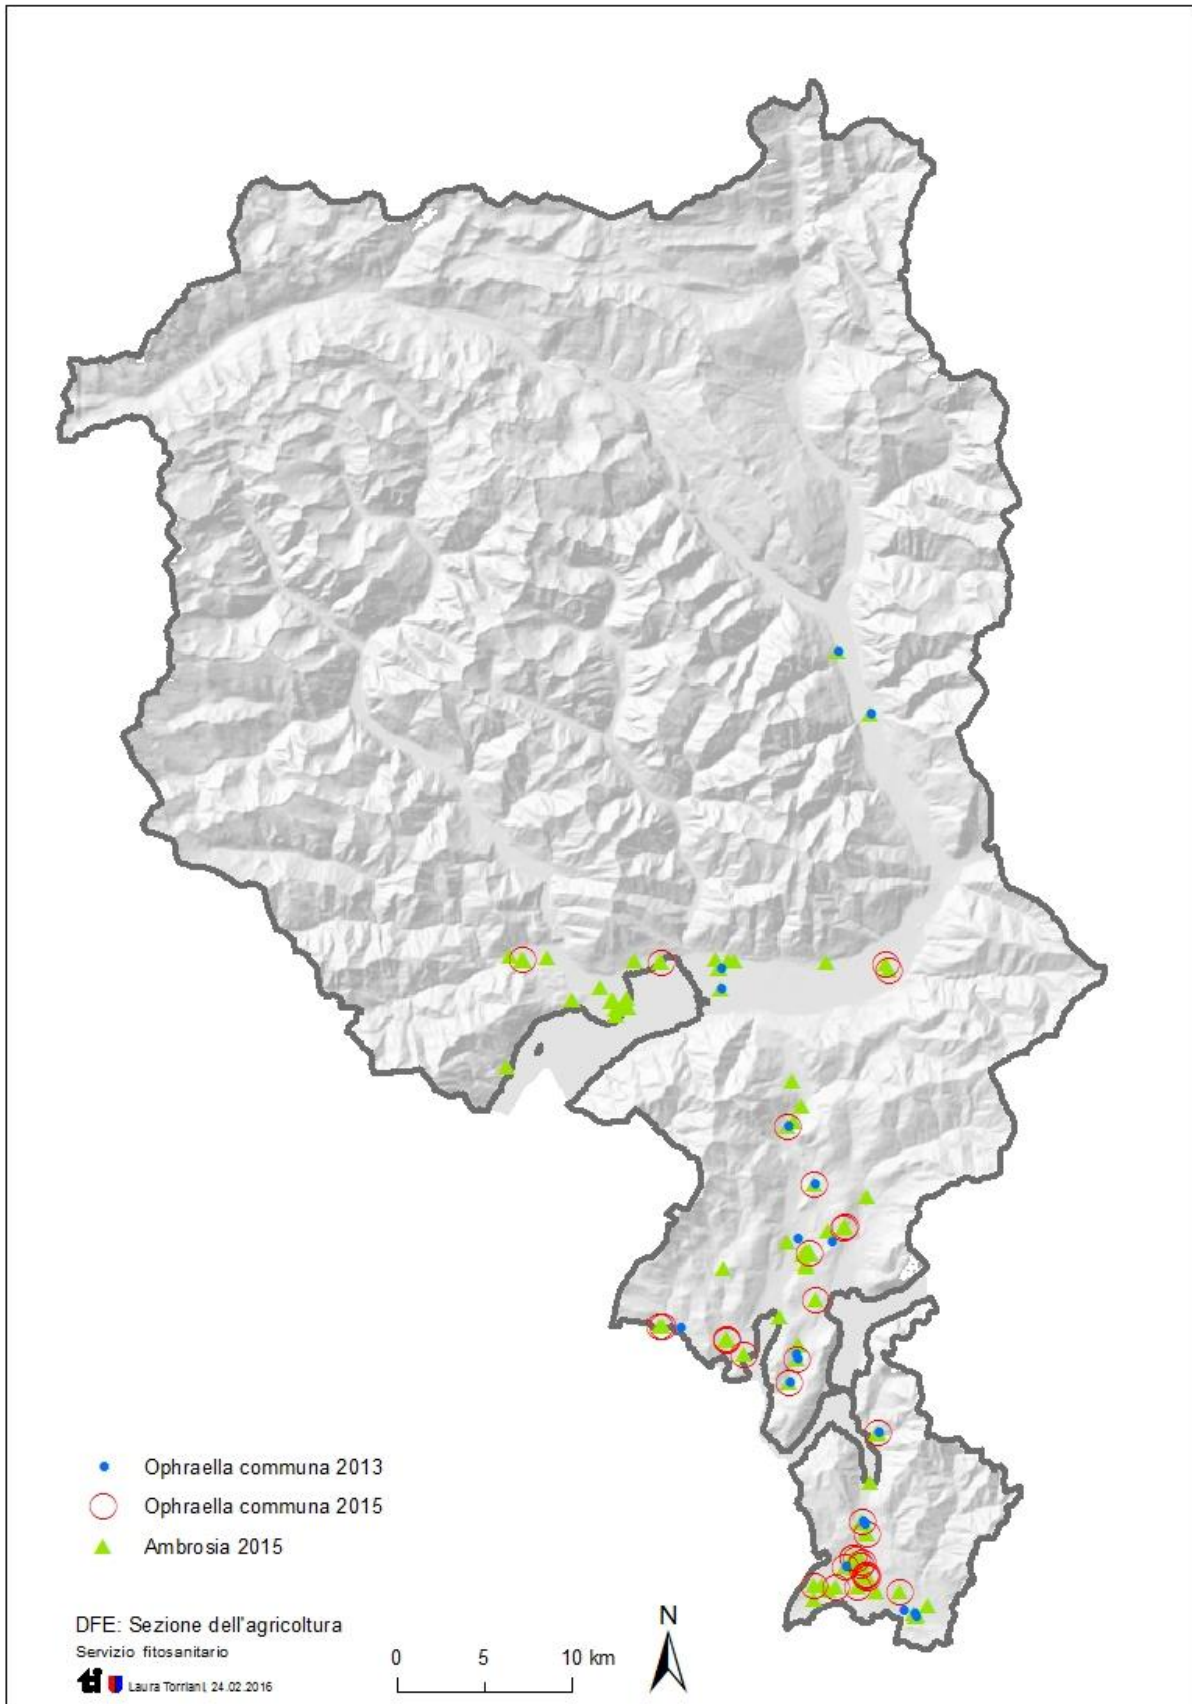 Ophraella communa 2013
Ophraella communa 2015
Ambrosia 2015
DFE: Sezione dell'agricoltura
Servizio fitosanitario
ti Laura Torriani, 24.02.2016
0 5 10 km
N